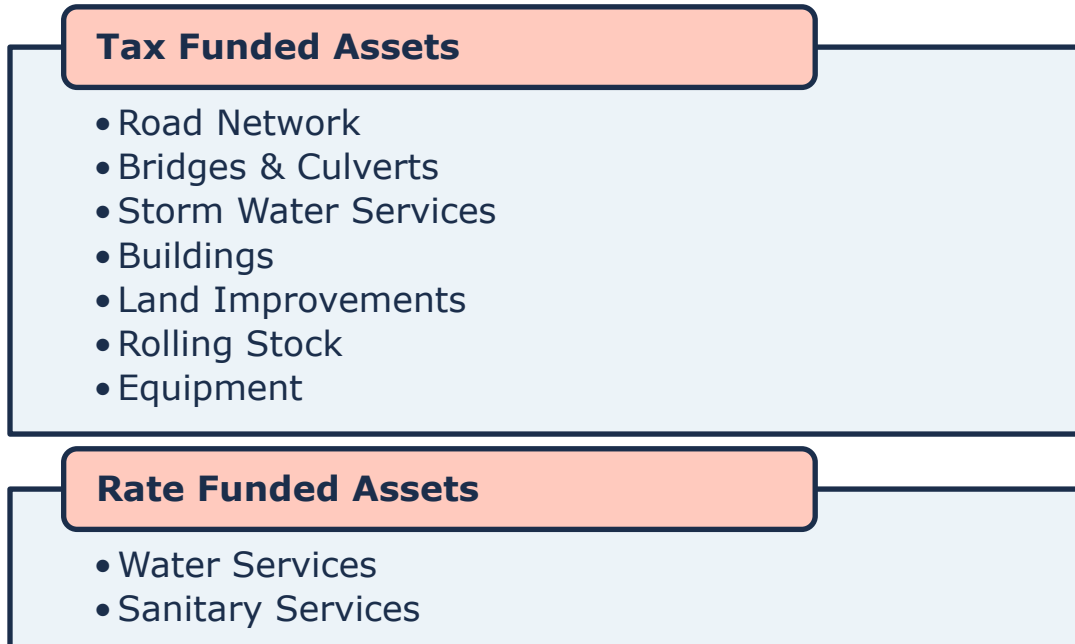 Tax Funded Assets
• Road Network
• Bridges & Culverts
• Storm Water Services
• Buildings
• Land Improvements
• Rolling Stock
• Equipment
Rate Funded Assets
• Water Services
• Sanitary Services